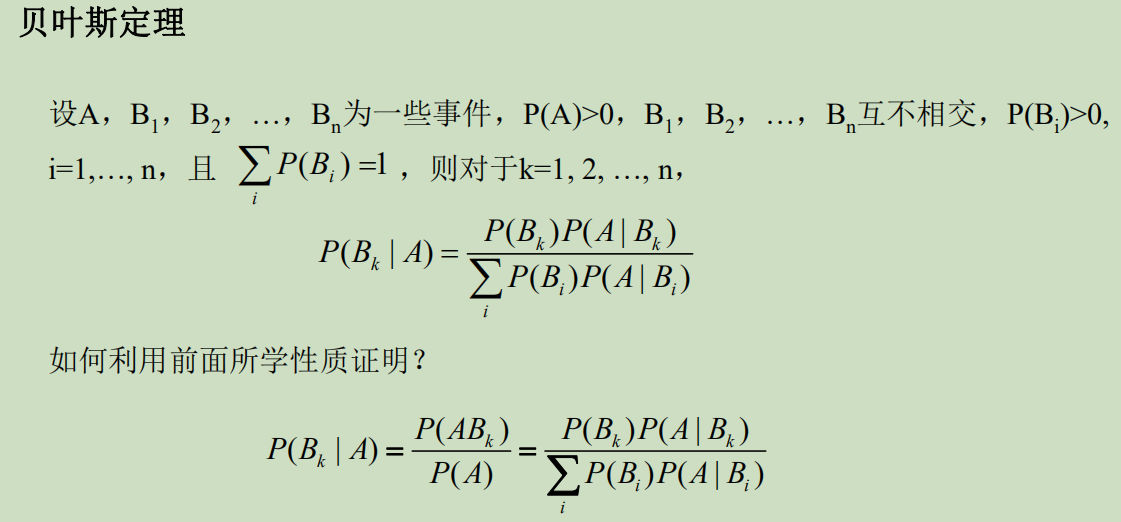 贝叶斯定理
设A，B₁，B₂，…，Bₙ为一些事件，P(A)>0，B₁，B₂，…，Bₙ互不相交，P(Bᵢ)>0,
i=1,…, n，且 ∑ᵢ P(Bᵢ) =1 ，则对于k=1, 2, …, n，
P(Bₖ | A) = P(Bₖ)P(A | Bₖ) / ∑ᵢ P(Bᵢ)P(A | Bᵢ)
如何利用前面所学性质证明？
P(Bₖ | A) = P(ABₖ) / P(A) = P(Bₖ)P(A | Bₖ) / ∑ᵢ P(Bᵢ)P(A | Bᵢ)